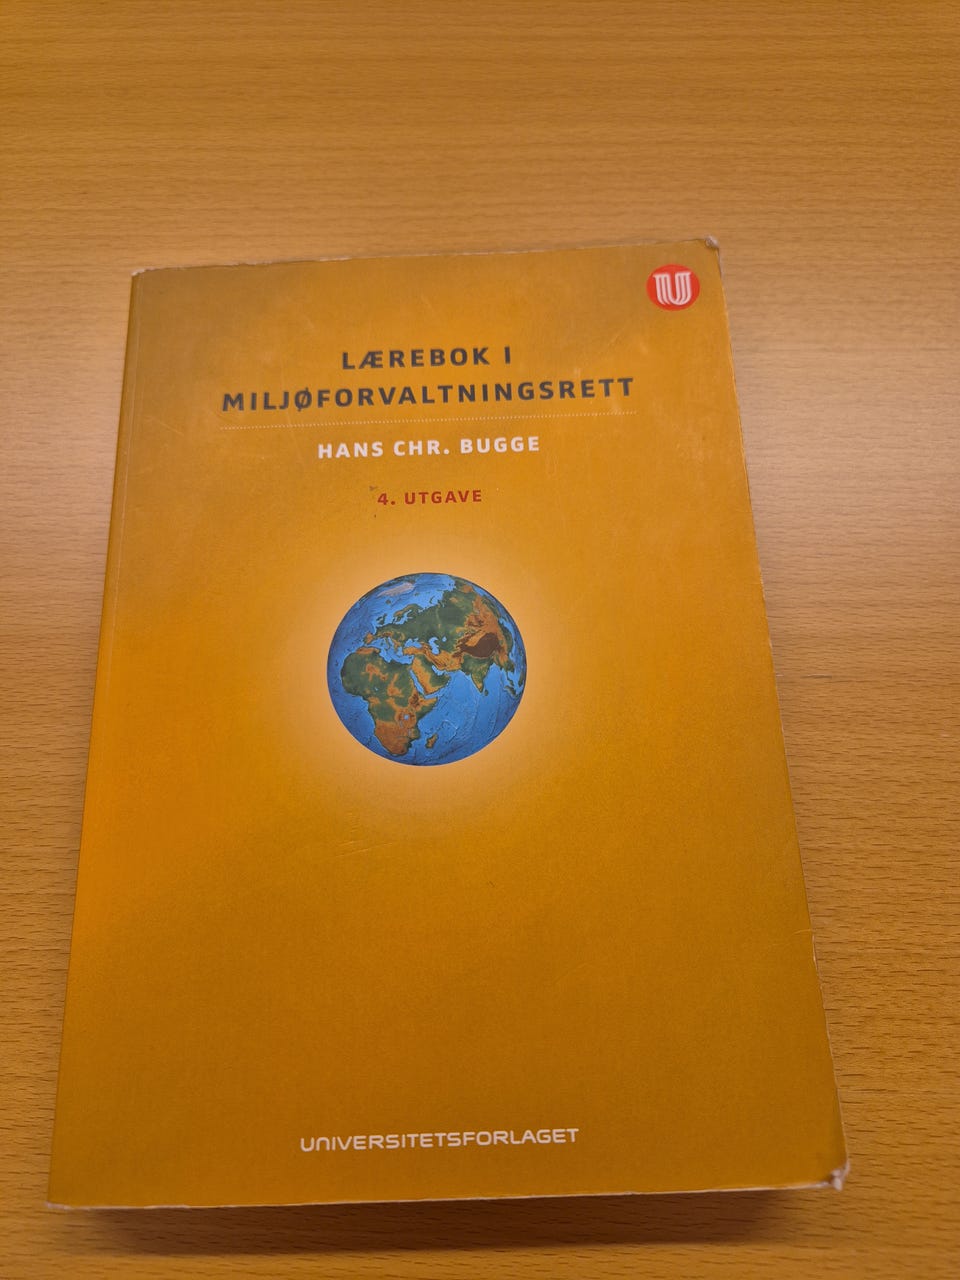 LÆREBOK I
MILJØFORVALTNINGSRETT
HANS CHR. BUGGE
4. UTGAVE
UNIVERSITETSFORLAGET